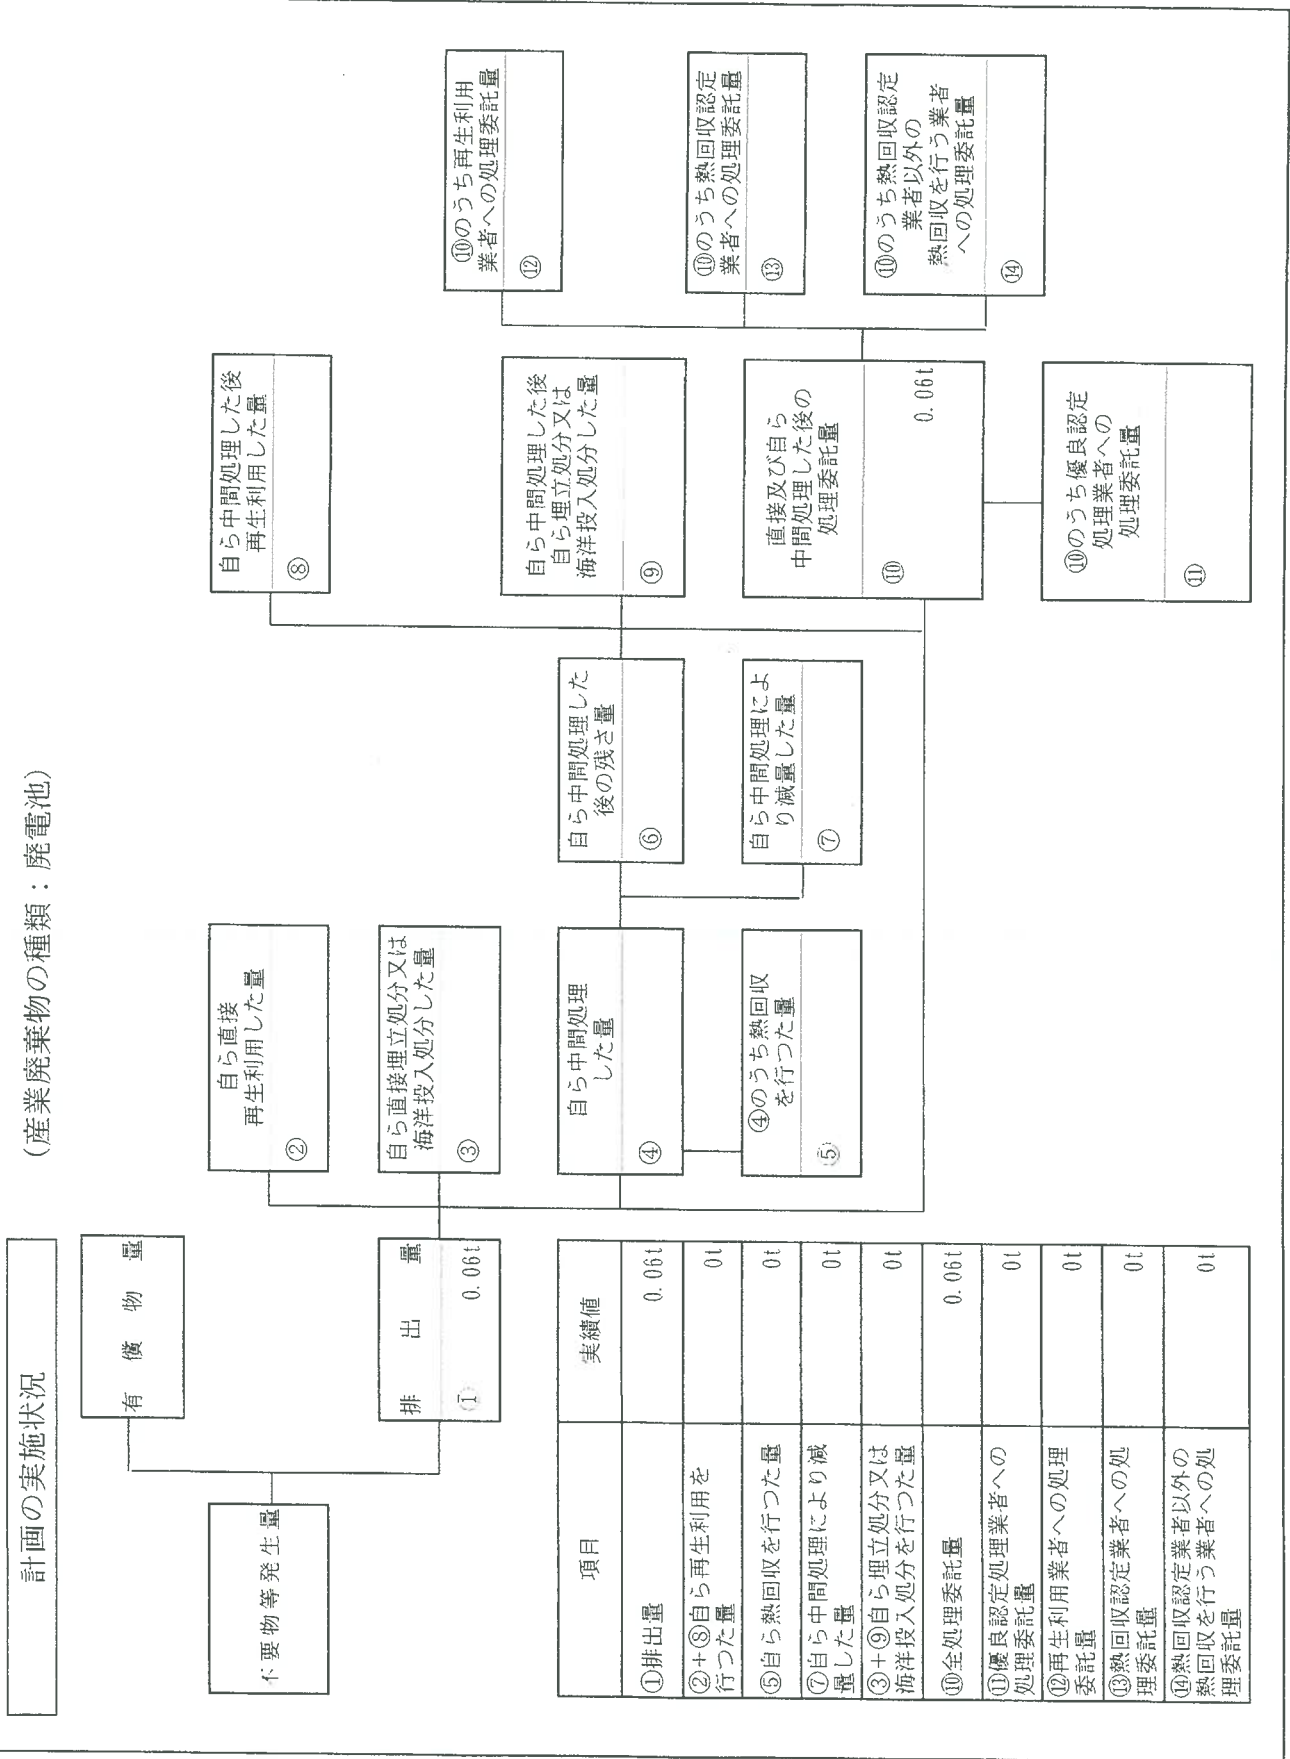 計画の実施状況
(産業廃棄物の種類:廃電池)
不要物等発生量
有 償 物 量
排 出 量
① 0.06t
自ら直接
再生利用した量
②
自ら直接埋立処分又は
海洋投入処分した量
③
自ら中間処理
した量
④
④のうち熱回収
を行つた量
⑤
自ら中間処理した
後の残さ量
⑥
自ら中間処理によ
り減量した量
⑦
自ら中間処理した後
再生利用した量
⑧
自ら中間処理した後
自ら埋立処分又は
海洋投入処分した量
⑨
直接及び自ら
中間処理した後の
処理委託量
⑩ 0.06t
⑩のうち優良認定
処理業者への
処理委託量
⑪
⑩のうち再生利用
業者への処理委託量
⑫
⑩のうち熱回収認定
業者への処理委託量
⑬
⑩のうち熱回収認定
業者以外の
熱回収を行う業者
への処理委託量
⑭
項目 実績値
①排出量 0.06t
②+⑧自ら再生利用を
行つた量 0t
⑤自ら熱回収を行つた量 0t
⑦自ら中間処理により減
量した量 0t
③+⑨自ら埋立処分又は
海洋投入処分を行つた量 0t
⑩全処理委託量 0.06t
⑪優良認定処理業者への
処理委託量 0t
⑫再生利用業者への処理
委託量 0t
⑬熱回収認定業者への処
理委託量 0t
⑭熱回収認定業者以外の
熱回収を行う業者への処
理委託量 0t